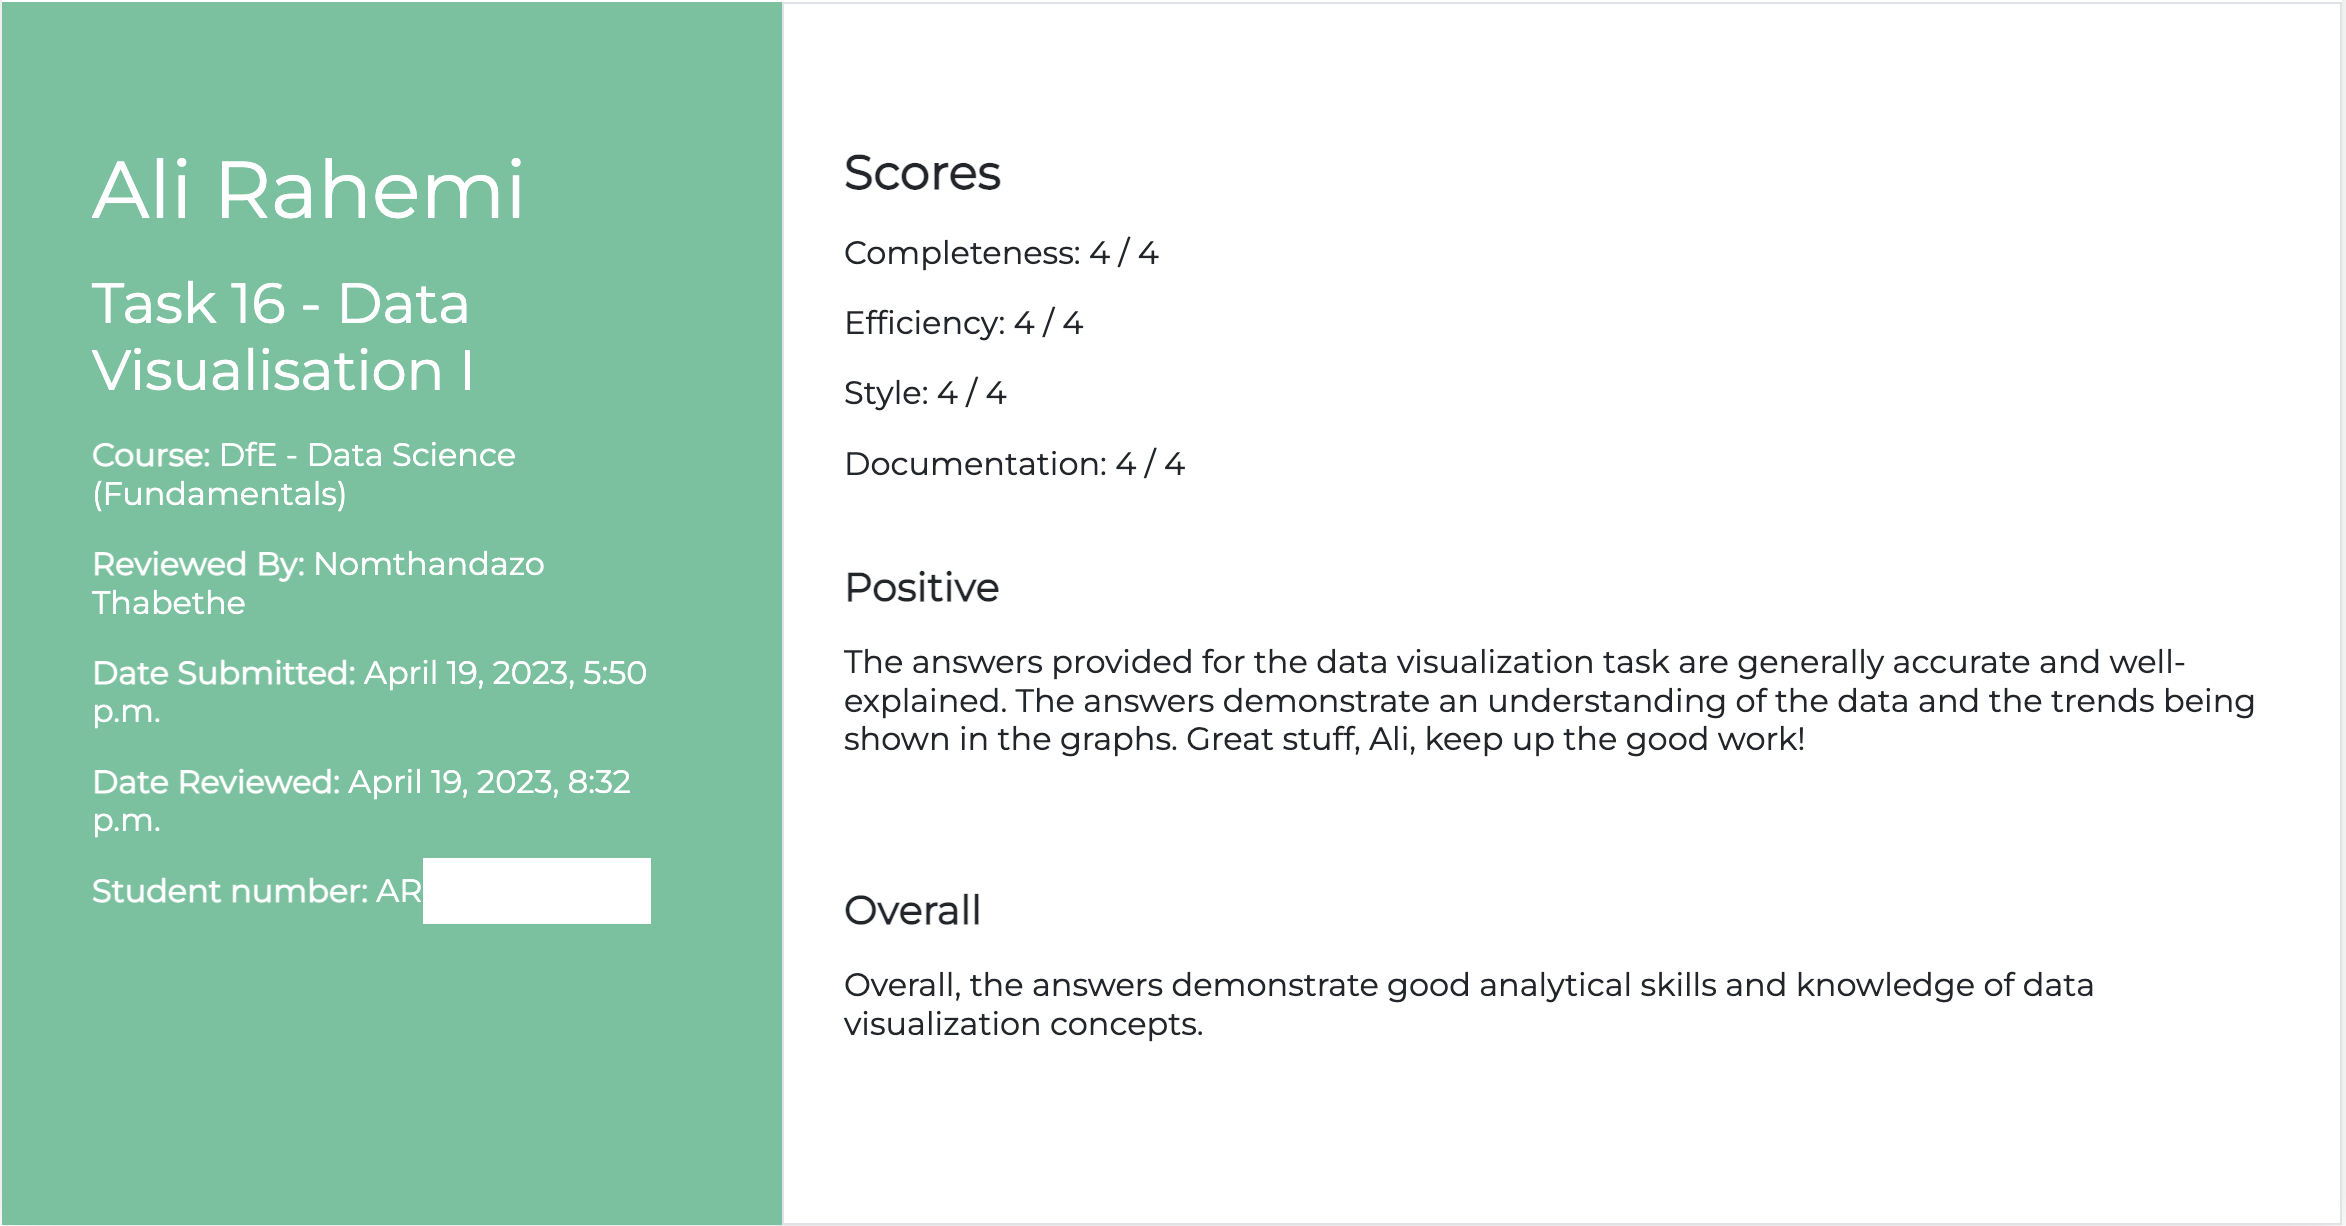 Ali Rahemi
Task 16 - Data
Visualisation I
Course: DfE - Data Science
(Fundamentals)
Reviewed By: Nomthandazo
Thabethe
Date Submitted: April 19, 2023, 5:50
p.m.
Date Reviewed: April 19, 2023, 8:32
p.m.
Student number: AR
Scores
Completeness: 4 / 4
Efficiency: 4 / 4
Style: 4 / 4
Documentation: 4 / 4
Positive
The answers provided for the data visualization task are generally accurate and well-
explained. The answers demonstrate an understanding of the data and the trends being
shown in the graphs. Great stuff, Ali, keep up the good work!
Overall
Overall, the answers demonstrate good analytical skills and knowledge of data
visualization concepts.